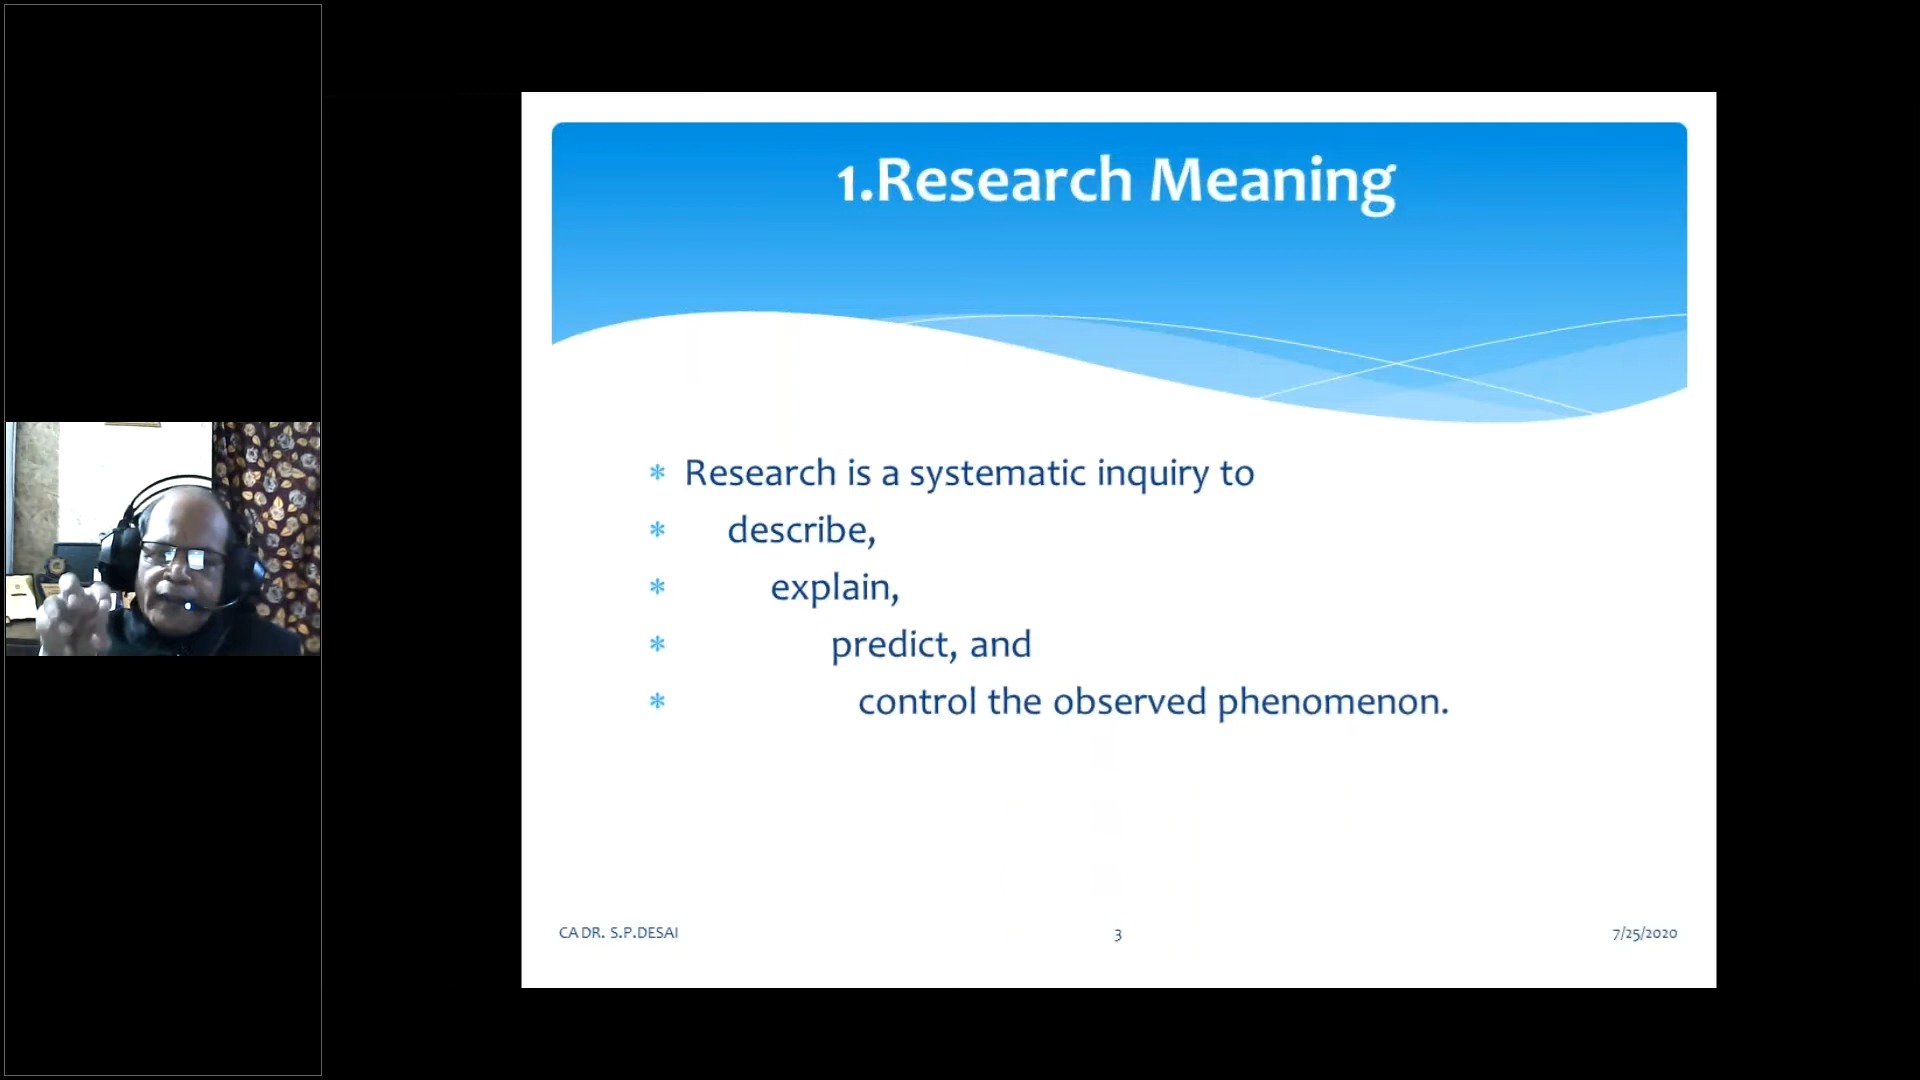 1.Research Meaning
* Research is a systematic inquiry to
* describe,
* explain,
* predict, and
* control the observed phenomenon.
CA DR. S.P.DESAI
3
7/25/2020